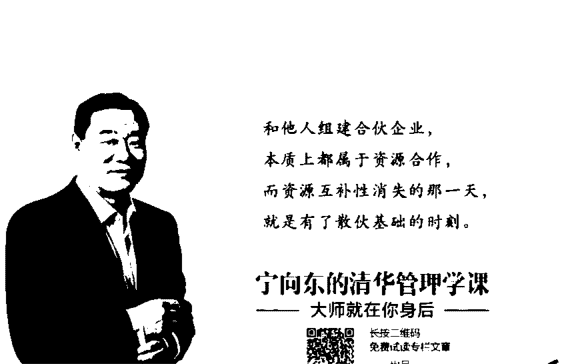 和他人组建合伙企业，
本质上都属于资源合作，
而资源互补性消失的那一天，
就是有了散伙基础的时刻。
宁向东的清华管理学课
大师就在你身后
长按二维码
免费试读专栏文章
出品